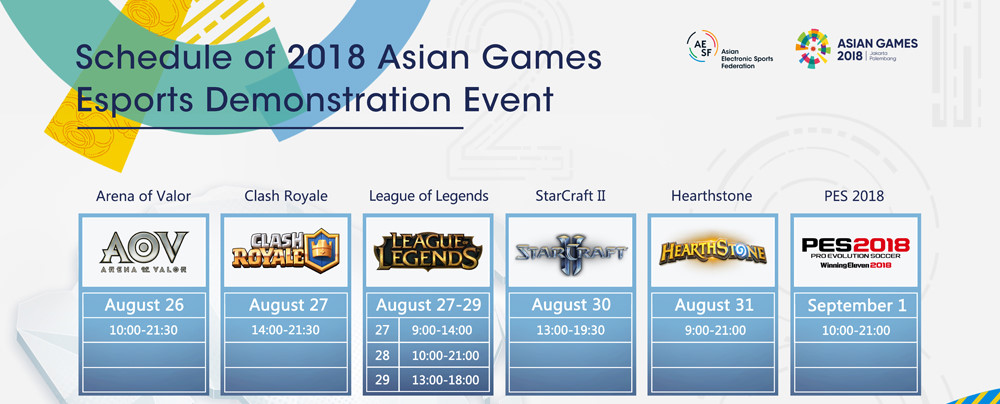 Schedule of 2018 Asian Games
Esports Demonstration Event
AE
SF
Asian
Electronic Sports
Federation
ASIAN GAMES
2018
Jakarta
Palembang
Arena of Valor
Clash Royale
League of Legends
StarCraft II
Hearthstone
PES 2018
AOV
ARENA OF VALOR
CLASH
ROYALE
LEAGUE OF
LEGENDS
STARCRAFT
II
HEARTHSTONE
PES2018
PRO EVOLUTION SOCCER
Winning Eleven 2018
August 26
August 27
August 27-29
August 30
August 31
September 1
10:00-21:30
14:00-21:30
27 9:00-14:00
13:00-19:30
9:00-21:00
10:00-21:00
28 10:00-21:00
29 13:00-18:00